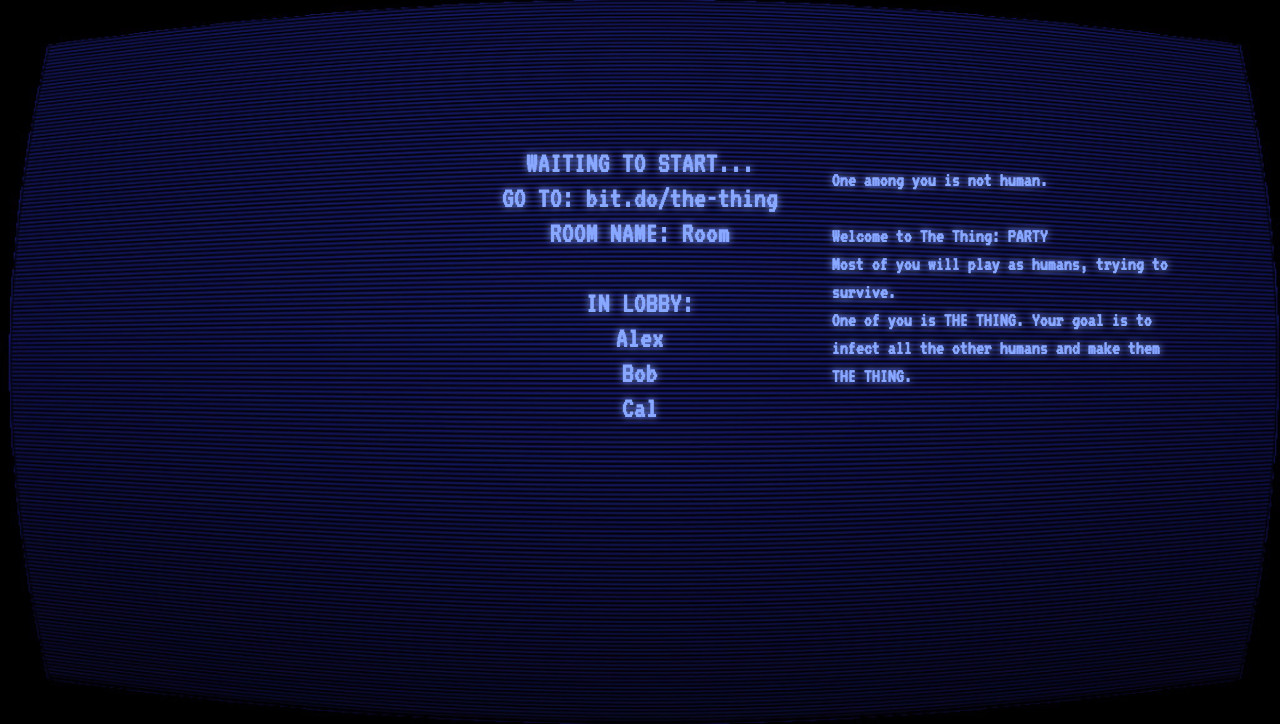 WAITING TO START...
GO TO: bit.do/the-thing
ROOM NAME: Room
IN LOBBY:
Alex
Bob
Cal
One among you is not human.
Welcome to The Thing: PARTY
Most of you will play as humans, trying to
survive.
One of you is THE THING. Your goal is to
infect all the other humans and make them
THE THING.